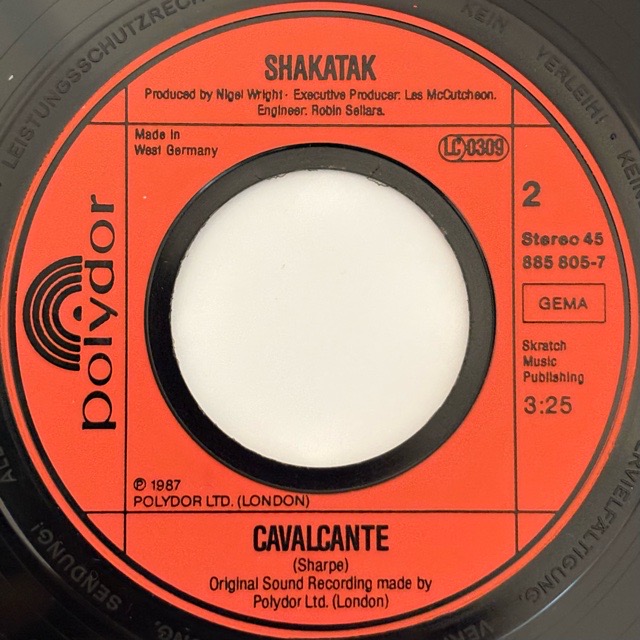 SHAKATAK
Produced by Nigel Wright · Executive Producer: Les McCutcheon.
Engineer: Robin Sellars.
Made in
West Germany
LC 0309
2
Stereo 45
885 805-7
GEMA
Skratch
Music
Publishing
3:25
polydor
℗ 1987
POLYDOR LTD. (LONDON)
CAVALCANTE
(Sharpe)
Original Sound Recording made by
Polydor Ltd. (London)
LEISTUNGSSCHUTZREC
KEIN VERLEIH! · KEIN
ERVIELFÄLTIGUNG,
SENDUNG!